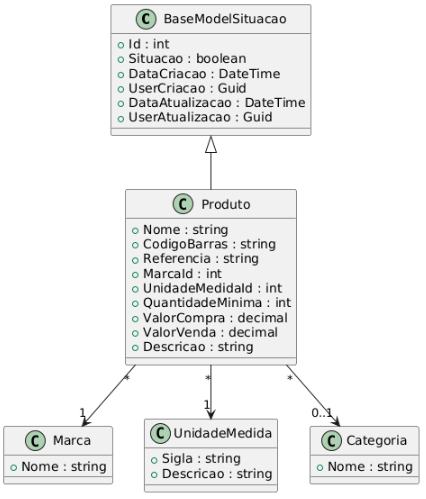 C BaseModelSituacao
Id : int
Situacao : boolean
DataCriacao : DateTime
UserCriacao : Guid
DataAtualizacao : DateTime
UserAtualizacao : Guid
C Produto
Nome : string
CodigoBarras : string
Referencia : string
MarcaId : int
UnidadeMedidaId : int
QuantidadeMinima : int
ValorCompra : decimal
ValorVenda : decimal
Descricao : string
* * *
1 1 0..1
C Marca
Nome : string
C UnidadeMedida
Sigla : string
Descricao : string
C Categoria
Nome : string